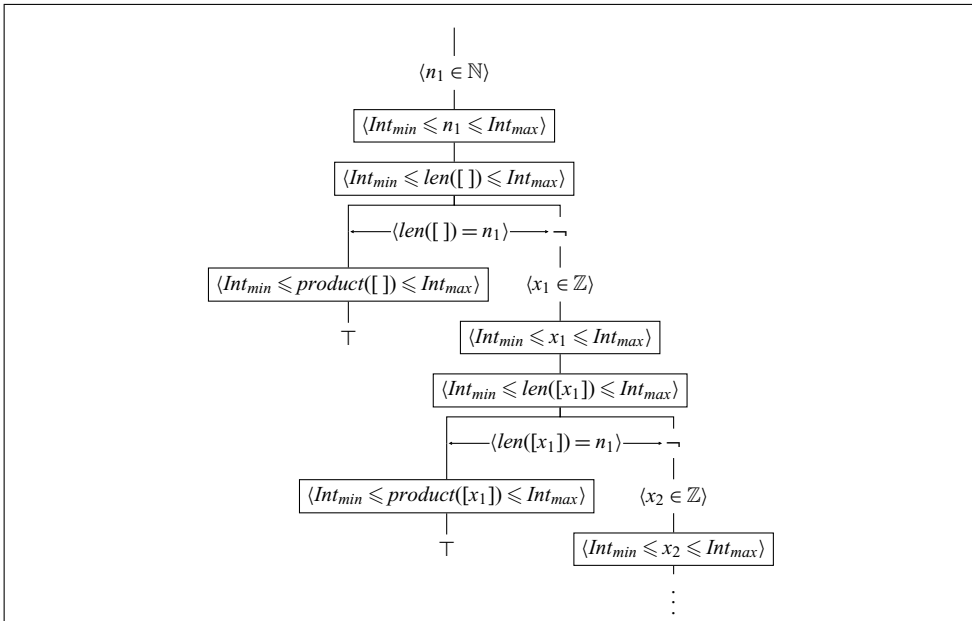 ⟨n₁ ∈ ℕ⟩
⟨Int_min ⩽ n₁ ⩽ Int_max⟩
⟨Int_min ⩽ len([ ]) ⩽ Int_max⟩
⟨len([ ]) = n₁⟩ ¬
⟨Int_min ⩽ product([ ]) ⩽ Int_max⟩ ⟨x₁ ∈ ℤ⟩
⊤ ⟨Int_min ⩽ x₁ ⩽ Int_max⟩
⟨Int_min ⩽ len([x₁]) ⩽ Int_max⟩
⟨len([x₁]) = n₁⟩ ¬
⟨Int_min ⩽ product([x₁]) ⩽ Int_max⟩ ⟨x₂ ∈ ℤ⟩
⊤ ⟨Int_min ⩽ x₂ ⩽ Int_max⟩
⋮